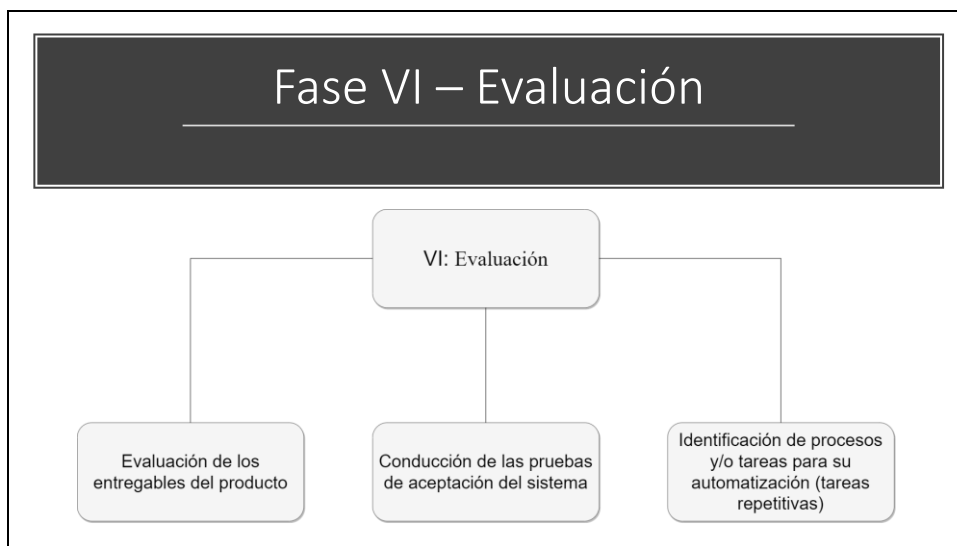 Fase VI – Evaluación
VI: Evaluación
Evaluación de los
entregables del producto
Conducción de las pruebas
de aceptación del sistema
Identificación de procesos
y/o tareas para su
automatización (tareas
repetitivas)